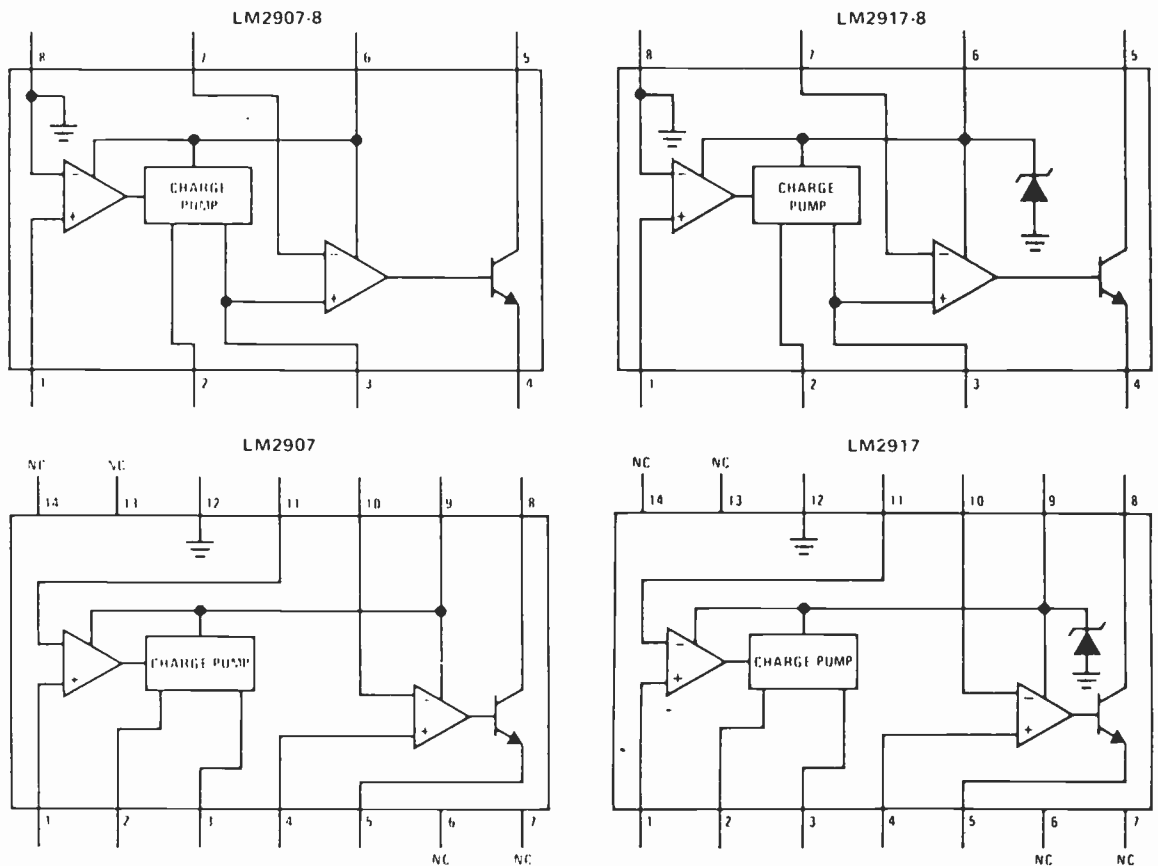 LM2907-8
8 7 6 5
-
+
CHARGE
PUMP
-
+
1 2 3 4
LM2917-8
8 7 6 5
-
+
CHARGE
PUMP
-
+
1 2 3 4
LM2907
NC NC
14 13 12 11 10 9 8
-
+
CHARGE PUMP
-
+
1 2 3 4 5 6 7
NC NC
LM2917
NC NC
14 13 12 11 10 9 8
-
+
CHARGE PUMP
-
+
1 2 3 4 5 6 7
NC NC